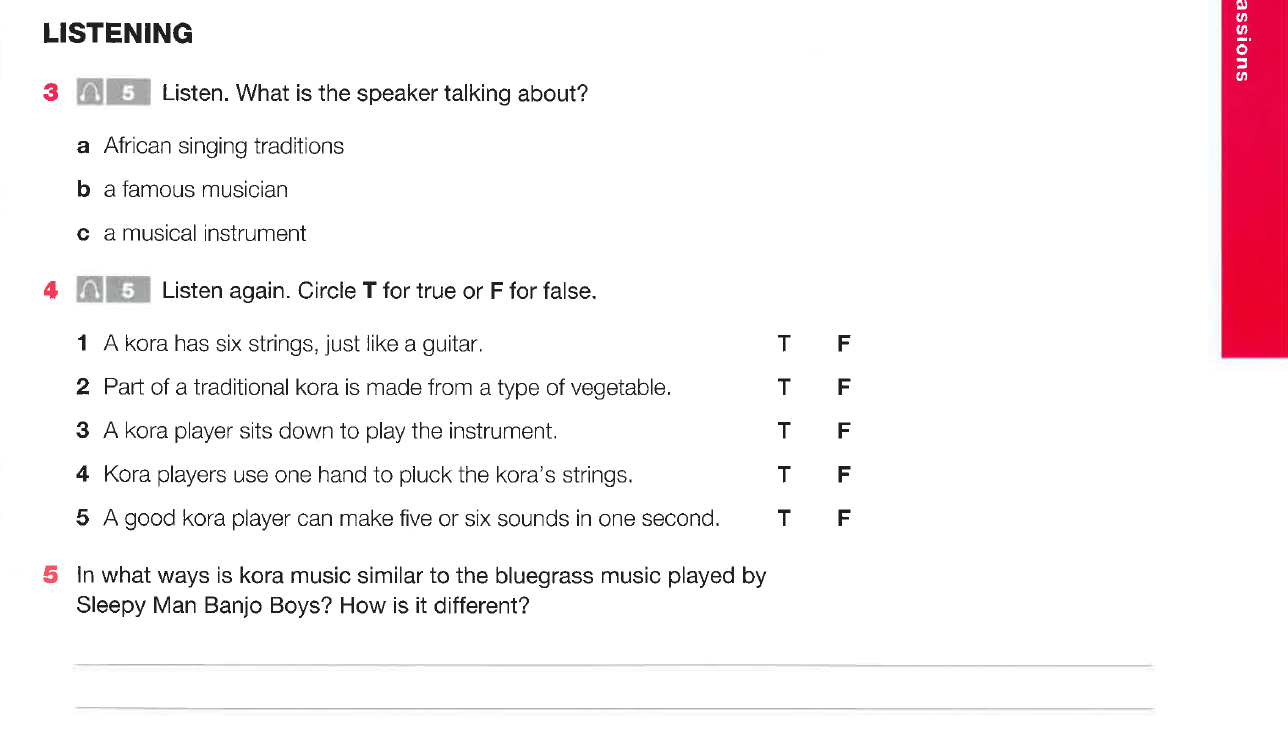 LISTENING
3 5 Listen. What is the speaker talking about?
a African singing traditions
b a famous musician
c a musical instrument
4 5 Listen again. Circle T for true or F for false.
1 A kora has six strings, just like a guitar. T F
2 Part of a traditional kora is made from a type of vegetable. T F
3 A kora player sits down to play the instrument. T F
4 Kora players use one hand to pluck the kora's strings. T F
5 A good kora player can make five or six sounds in one second. T F
5 In what ways is kora music similar to the bluegrass music played by
Sleepy Man Banjo Boys? How is it different?
assions